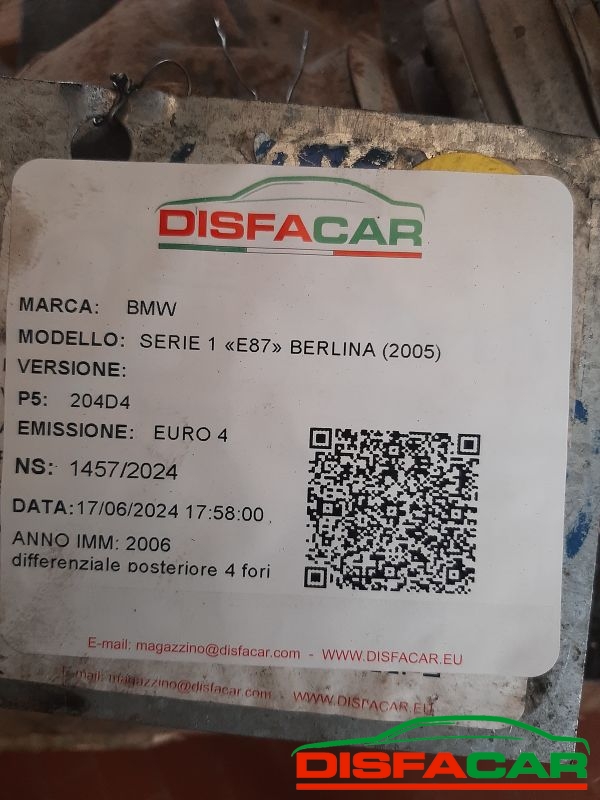 DISFACAR
MARCA: BMW
MODELLO: SERIE 1 «E87» BERLINA (2005)
VERSIONE:
P5: 204D4
EMISSIONE: EURO 4
NS: 1457/2024
DATA:17/06/2024 17:58:00
ANNO IMM: 2006
differenziale posteriore 4 fori
E-mail: magazzino@disfacar.com - WWW.DISFACAR.EU
E-mail: magazzino@disfacar.com - WWW.DISFACAR.EU
DISFACAR